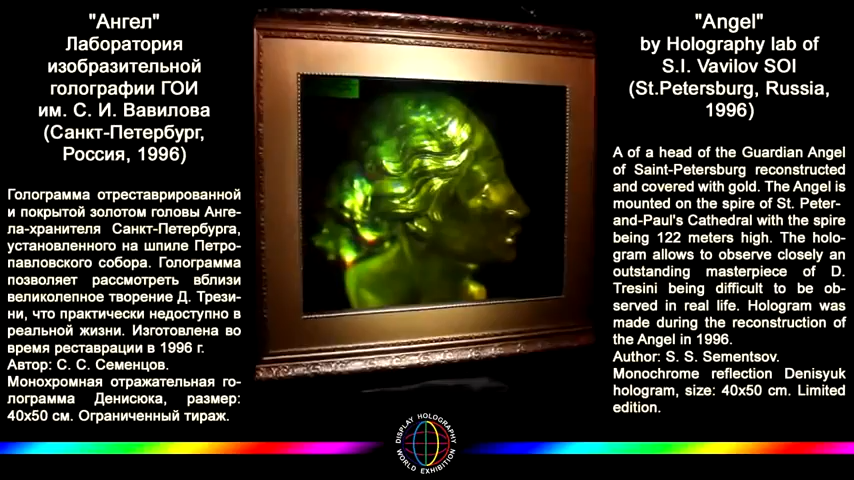 "Ангел"
Лаборатория
изобразительной
голографии ГОИ
им. С. И. Вавилова
(Санкт-Петербург,
Россия, 1996)
Голограмма отреставрированной
и покрытой золотом головы Анге-
ла-хранителя Санкт-Петербурга,
установленного на шпиле Петро-
павловского собора. Голограмма
позволяет рассмотреть вблизи
великолепное творение Д. Трези-
ни, что практически недоступно в
реальной жизни. Изготовлена во
время реставрации в 1996 г.
Автор: С. С. Семенцов.
Монохромная отражательная го-
лограмма Денисюка, размер:
40х50 см. Ограниченный тираж.
"Angel"
by Holography lab of
S.I. Vavilov SOI
(St.Petersburg, Russia,
1996)
A of a head of the Guardian Angel
of Saint-Petersburg reconstructed
and covered with gold. The Angel is
mounted on the spire of St. Peter-
and-Paul's Cathedral with the spire
being 122 meters high. The holo-
gram allows to observe closely an
outstanding masterpiece of D.
Tresini being difficult to be ob-
served in real life. Hologram was
made during the reconstruction of
the Angel in 1996.
Author: S. S. Sementsov.
Monochrome reflection Denisyuk
hologram, size: 40x50 cm. Limited
edition.
DISPLAY HOLOGRAPHY
WORLD EXHIBITION